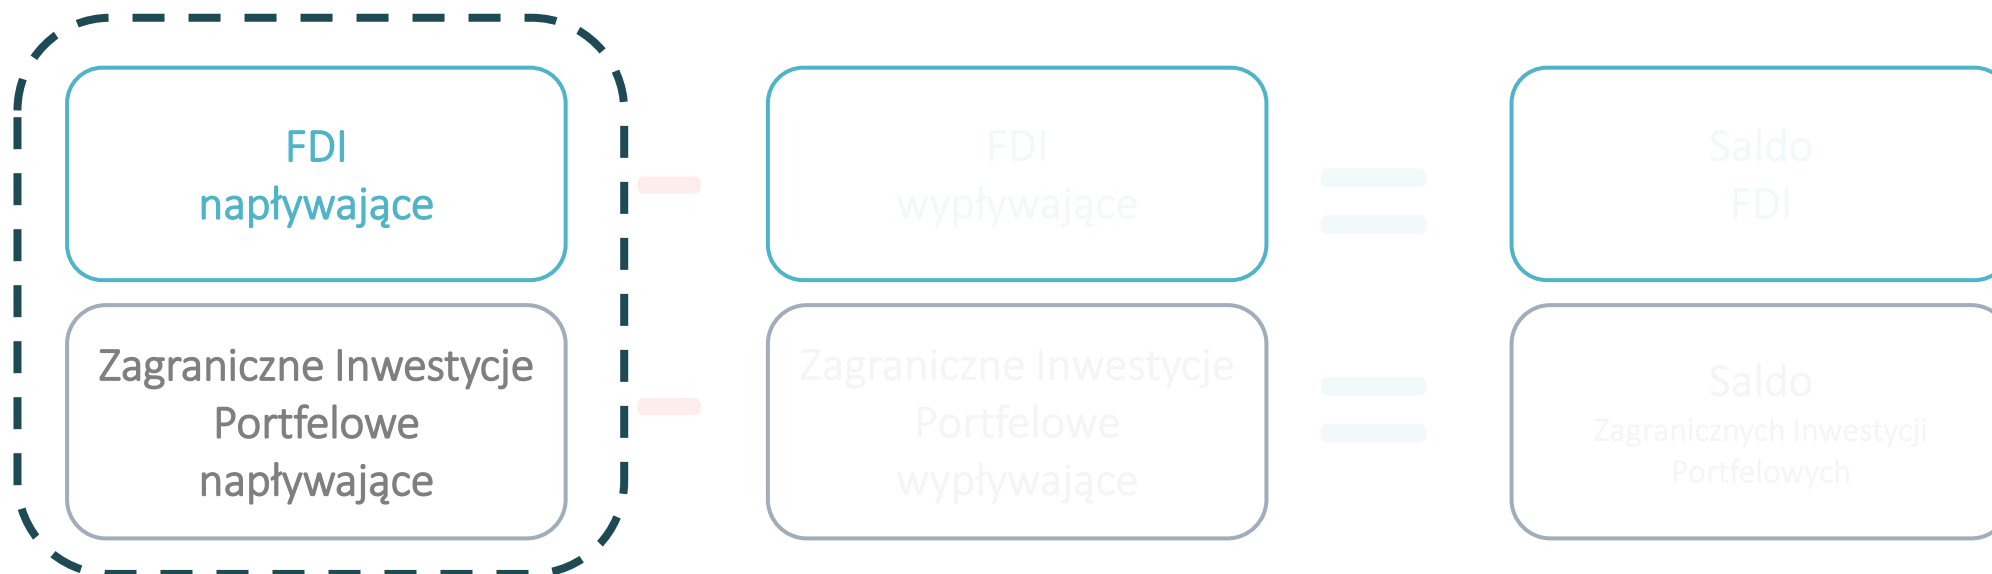 FDI
napływające
FDI
wypływające
Saldo
FDI
Zagraniczne Inwestycje
Portfelowe
napływające
Zagraniczne Inwestycje
Portfelowe
wypływające
Saldo
Zagranicznych Inwestycji
Portfelowych